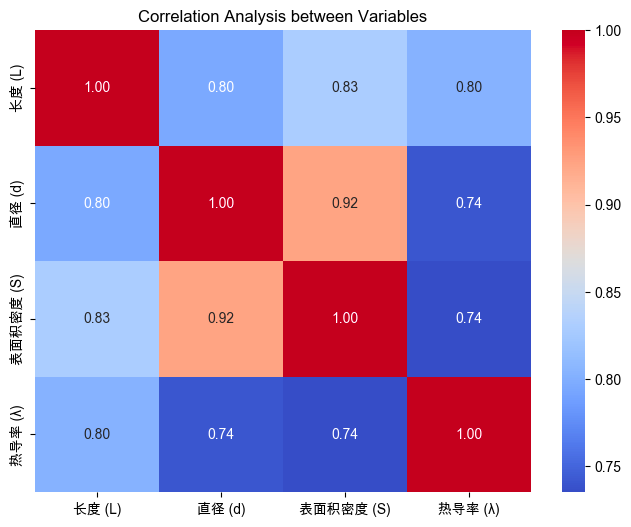 Correlation Analysis between Variables
长度 (L)
1.00 0.80 0.83 0.80
直径 (d)
0.80 1.00 0.92 0.74
表面积密度 (S)
0.83 0.92 1.00 0.74
热导率 (λ)
0.80 0.74 0.74 1.00
长度 (L) 直径 (d) 表面积密度 (S) 热导率 (λ)
1.00
0.95
0.90
0.85
0.80
0.75